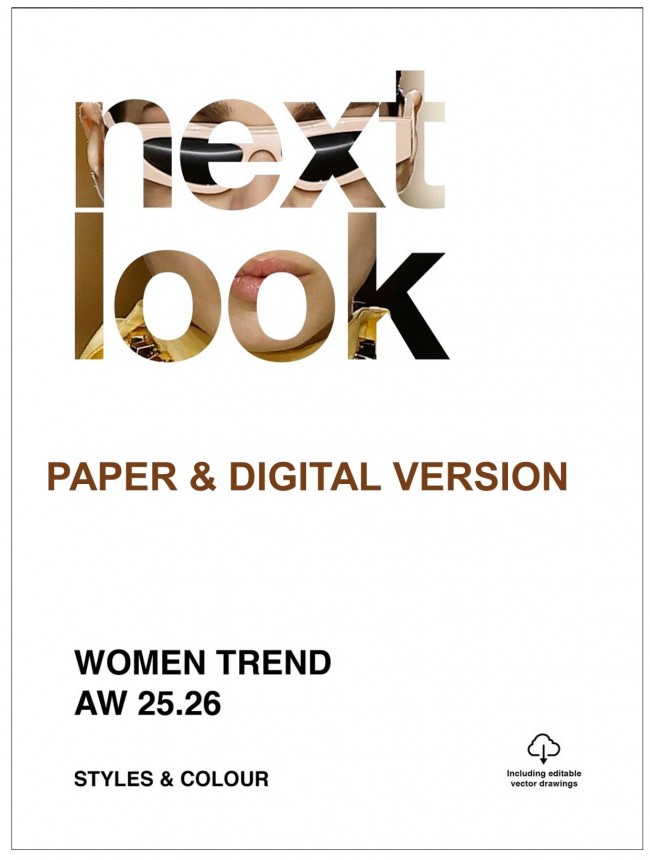 next
look
PAPER & DIGITAL VERSION
WOMEN TREND
AW 25.26
STYLES & COLOUR
Including editable
vector drawings